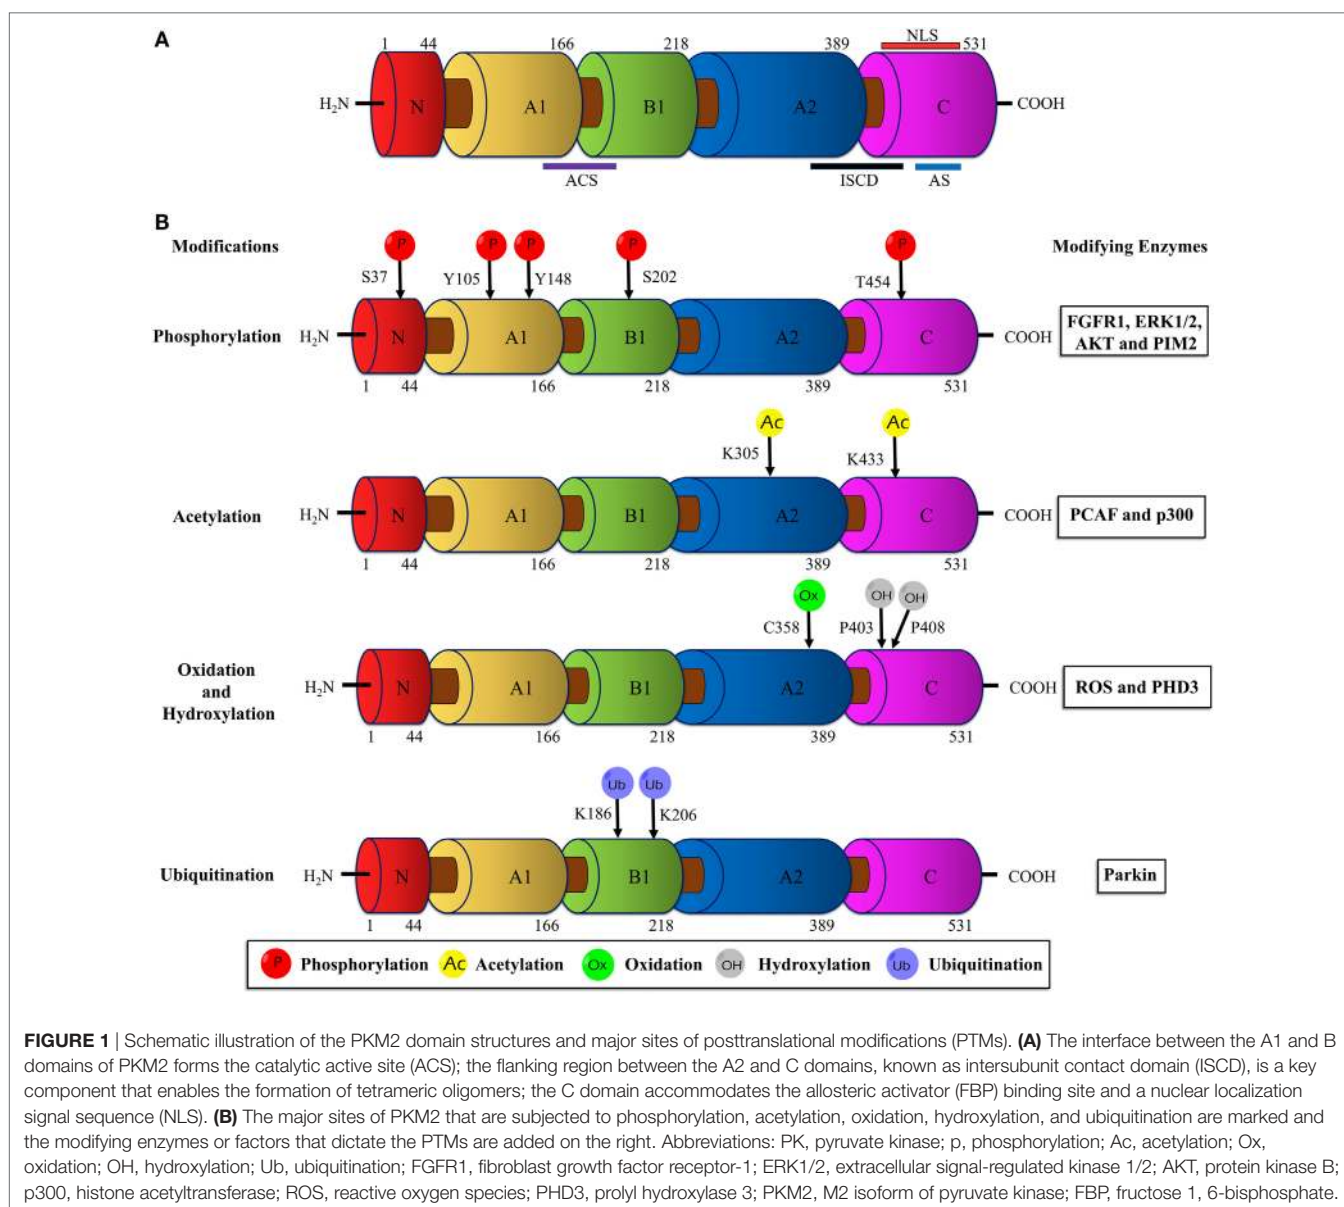 A
1 44 166 218 389 NLS 531
H₂N N A1 B1 A2 C COOH
ACS ISCD AS
B
Modifications P P P P P Modifying Enzymes
S37 Y105 Y148 S202 T454
Phosphorylation H₂N N A1 B1 A2 C COOH FGFR1, ERK1/2,
AKT and PIM2
1 44 166 218 389 531
Ac Ac
K305 K433
Acetylation H₂N N A1 B1 A2 C COOH PCAF and p300
1 44 166 218 389 531
Ox OH OH
C358 P403 P408
Oxidation
and
Hydroxylation
H₂N N A1 B1 A2 C COOH ROS and PHD3
1 44 166 218 389 531
Ub Ub
K186 K206
Ubiquitination H₂N N A1 B1 A2 C COOH Parkin
1 44 166 218 389 531
P Phosphorylation Ac Acetylation Ox Oxidation OH Hydroxylation Ub Ubiquitination
FIGURE 1 | Schematic illustration of the PKM2 domain structures and major sites of posttranslational modifications (PTMs). (A) The interface between the A1 and B
domains of PKM2 forms the catalytic active site (ACS); the flanking region between the A2 and C domains, known as intersubunit contact domain (ISCD), is a key
component that enables the formation of tetrameric oligomers; the C domain accommodates the allosteric activator (FBP) binding site and a nuclear localization
signal sequence (NLS). (B) The major sites of PKM2 that are subjected to phosphorylation, acetylation, oxidation, hydroxylation, and ubiquitination are marked and
the modifying enzymes or factors that dictate the PTMs are added on the right. Abbreviations: PK, pyruvate kinase; p, phosphorylation; Ac, acetylation; Ox,
oxidation; OH, hydroxylation; Ub, ubiquitination; FGFR1, fibroblast growth factor receptor-1; ERK1/2, extracellular signal-regulated kinase 1/2; AKT, protein kinase B;
p300, histone acetyltransferase; ROS, reactive oxygen species; PHD3, prolyl hydroxylase 3; PKM2, M2 isoform of pyruvate kinase; FBP, fructose 1, 6-bisphosphate.